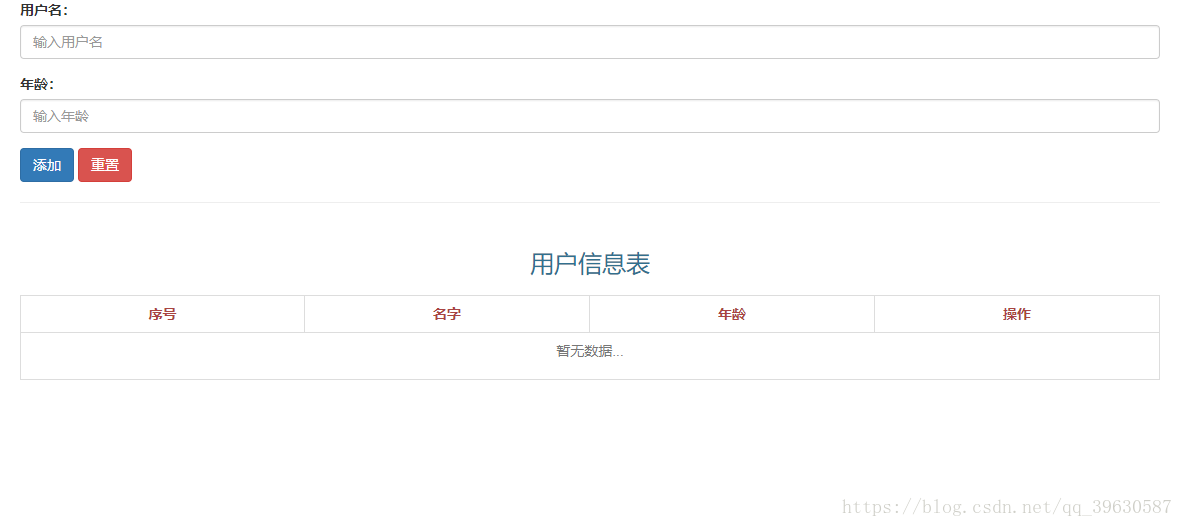 用户名：
输入用户名
年龄：
输入年龄
添加 重置
用户信息表
序号 名字 年龄 操作
暂无数据...
https://blog.csdn.net/qq_39630587